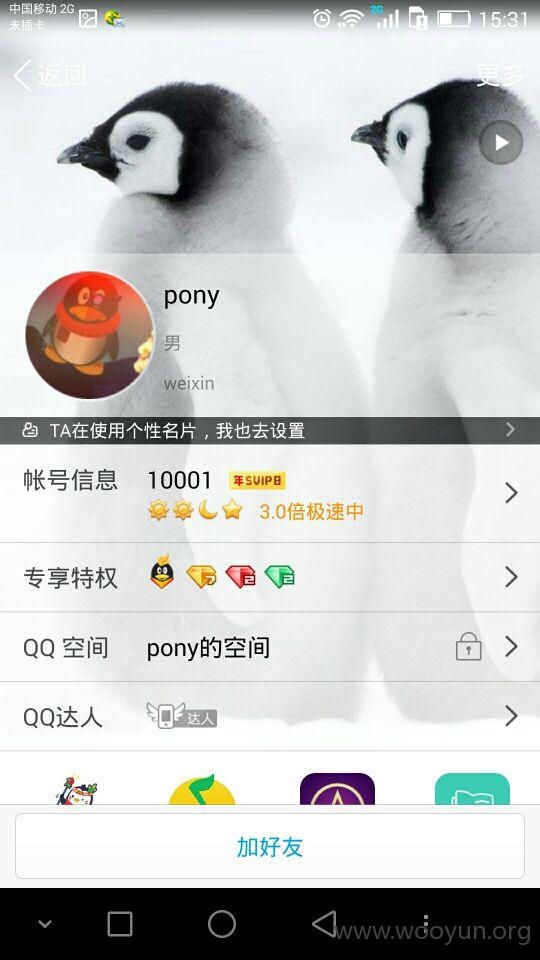 中国移动 2G
未插卡
2G
15:31
返回
更多
pony
男
weixin
TA在使用个性名片，我也去设置
帐号信息
10001
年SVIP8
3.0倍极速中
专享特权
7
2
2
QQ 空间
pony的空间
QQ达人
达人
加好友
www.wooyun.org